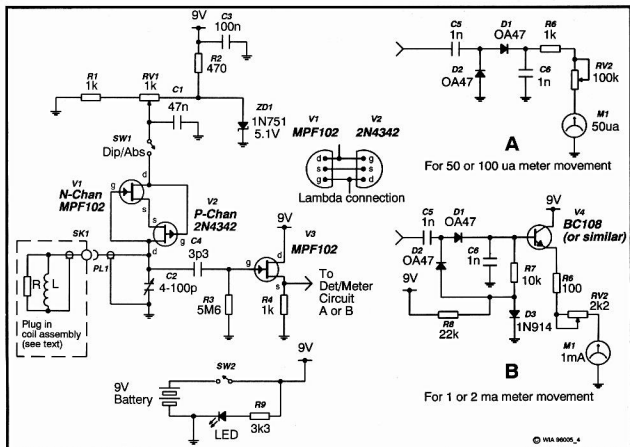 9V
C3
100n
R2
470
R1
1k
RV1
1k
C1
47n
ZD1
1N751
5.1V
SW1
Dip/Abs
V1
N-Chan
MPF102
d
g
s
s
g
d
V2
P-Chan
2N4342
V1
MPF102
V2
2N4342
d
s
g
g
s
d
Lambda connection
SK1
PL1
R
L
Plug in
coil assembly
(see text)
C2
4-100p
C4
3p3
R3
5M6
9V
V3
MPF102
d
g
s
R4
1k
To
Det/Meter
Circuit
A or B
SW2
9V
9V
Battery
LED
R9
3k3
C5
1n
D1
OA47
D2
OA47
C6
1n
R6
1k
RV2
100k
M1
50ua
A
For 50 or 100 ua meter movement
C5
1n
D1
OA47
D2
OA47
C6
1n
9V
V4
BC108
(or similar)
R7
10k
R6
100
RV2
2k2
9V
R8
22k
D3
1N914
M1
1mA
B
For 1 or 2 ma meter movement
© WIA 96005_4